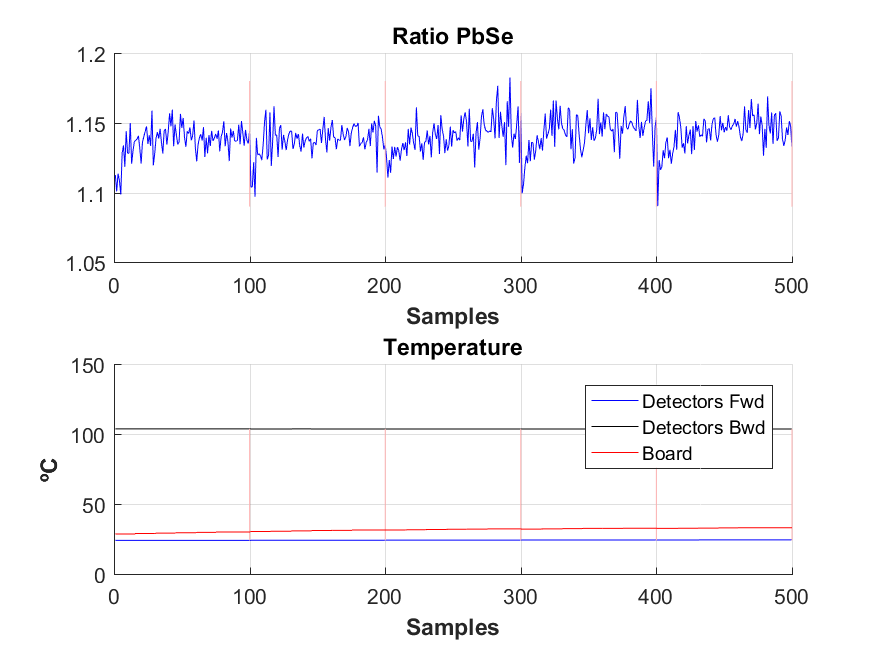 Ratio PbSe
1.2
1.15
1.1
1.05
0 100 200 300 400 500
Samples
Temperature
150
100
50
0
ºC
Detectors Fwd
Detectors Bwd
Board
0 100 200 300 400 500
Samples